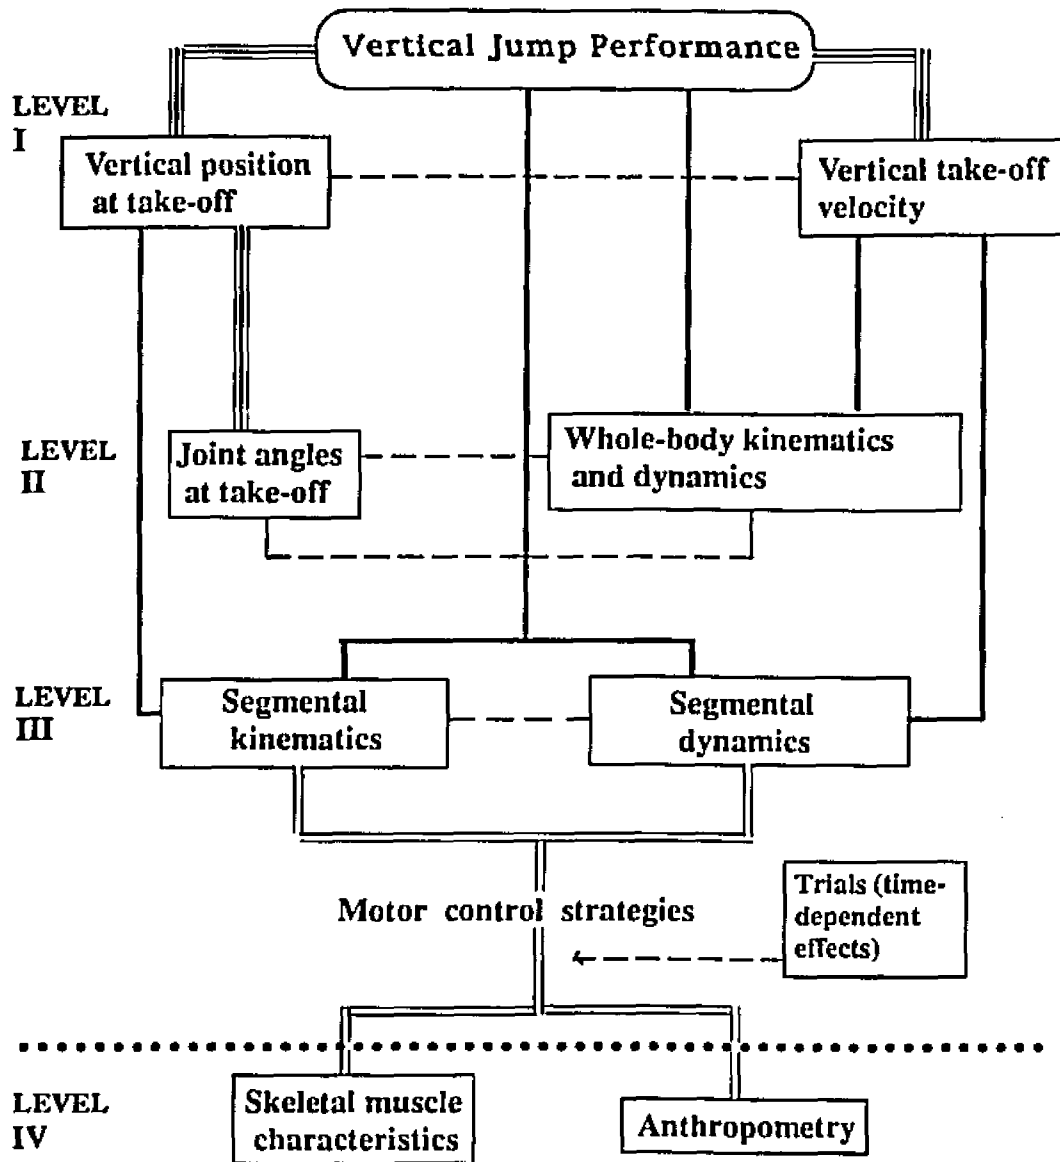 Vertical Jump Performance
LEVEL
I
Vertical position
at take-off
Vertical take-off
velocity
LEVEL
II
Joint angles
at take-off
Whole-body kinematics
and dynamics
LEVEL
III
Segmental
kinematics
Segmental
dynamics
Motor control strategies
Trials (time-
dependent
effects)
LEVEL
IV
Skeletal muscle
characteristics
Anthropometry